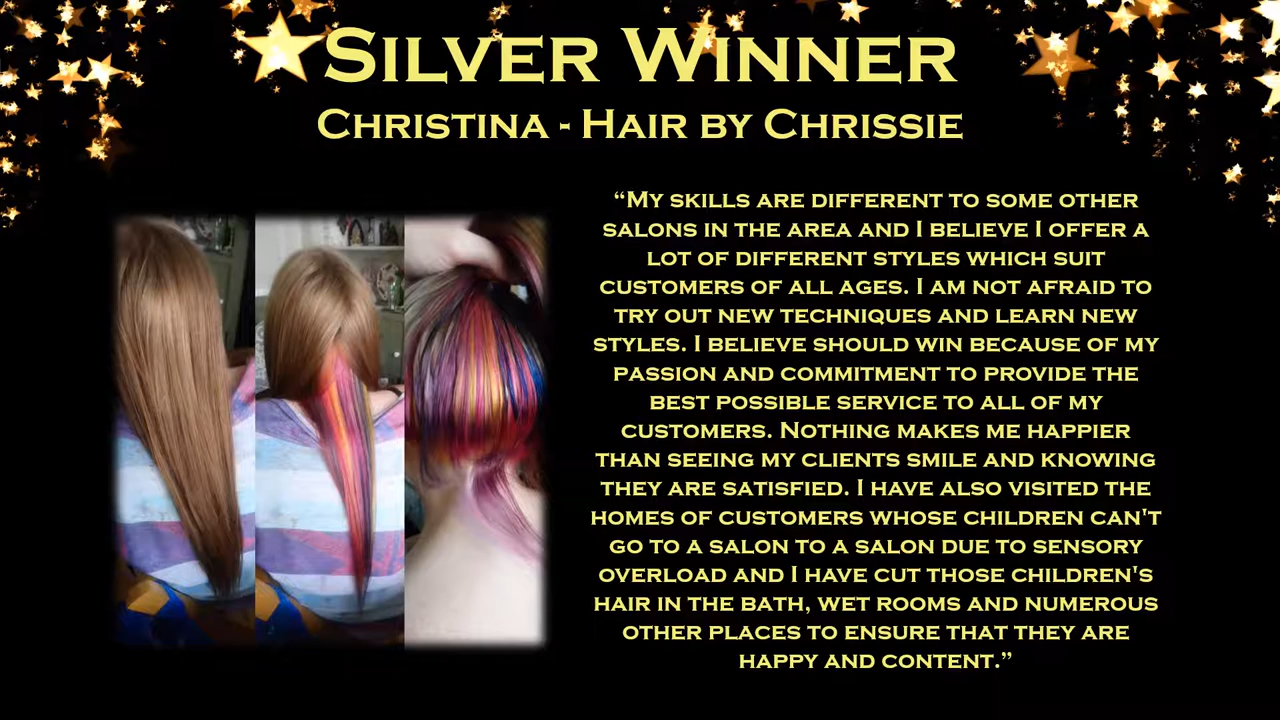 Silver Winner
Christina - Hair by Chrissie
“My skills are different to some other
salons in the area and I believe I offer a
lot of different styles which suit
customers of all ages. I am not afraid to
try out new techniques and learn new
styles. I believe should win because of my
passion and commitment to provide the
best possible service to all of my
customers. Nothing makes me happier
than seeing my clients smile and knowing
they are satisfied. I have also visited the
homes of customers whose children can't
go to a salon to a salon due to sensory
overload and I have cut those children's
hair in the bath, wet rooms and numerous
other places to ensure that they are
happy and content.”